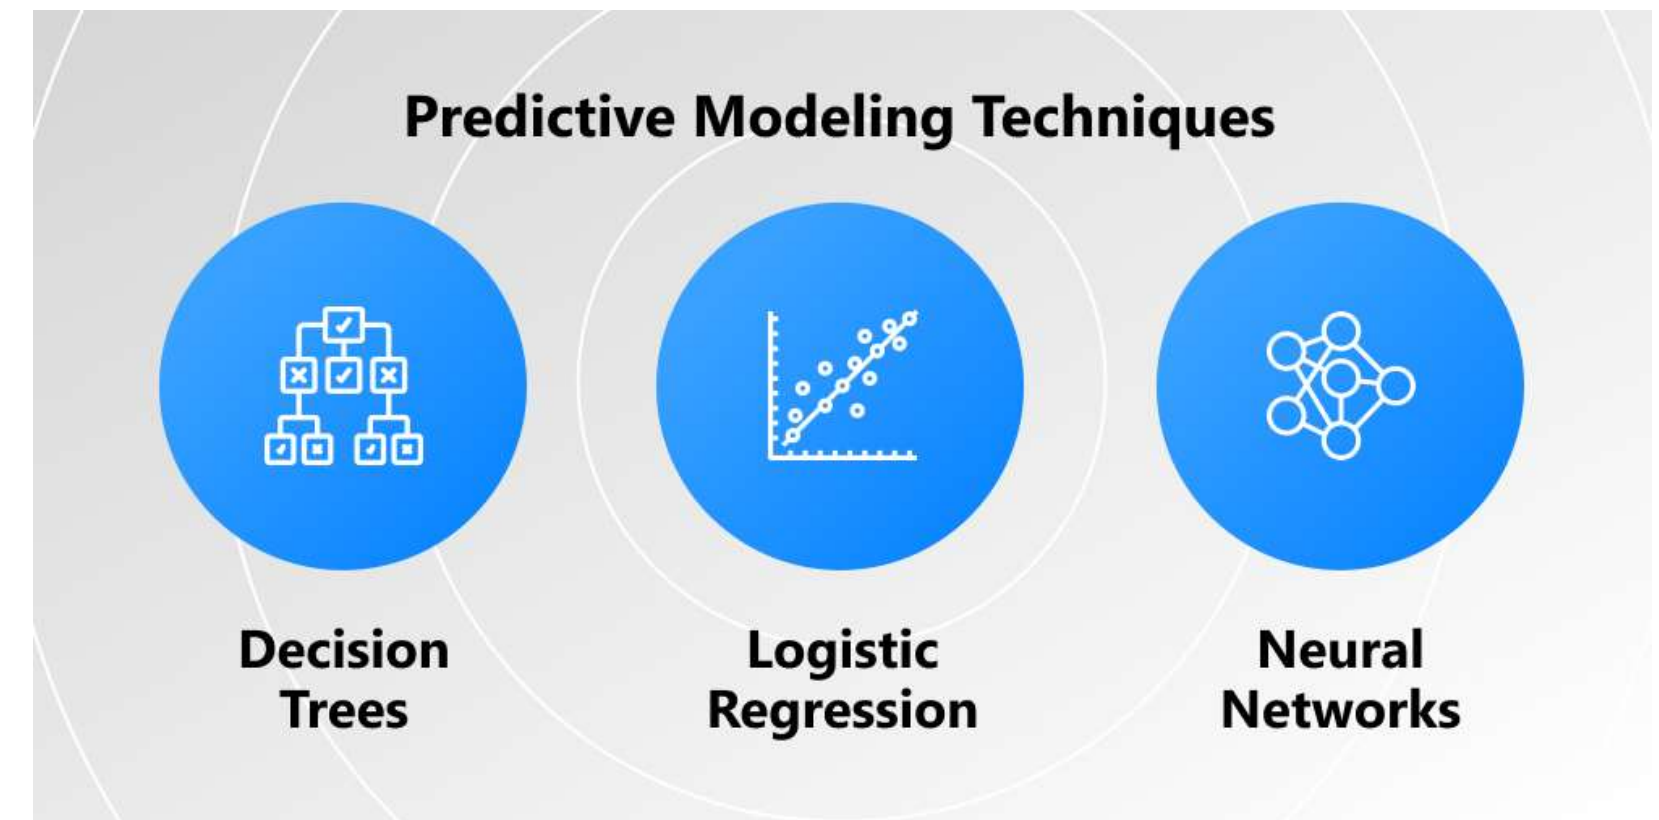 Predictive Modeling Techniques
Decision
Trees
Logistic
Regression
Neural
Networks